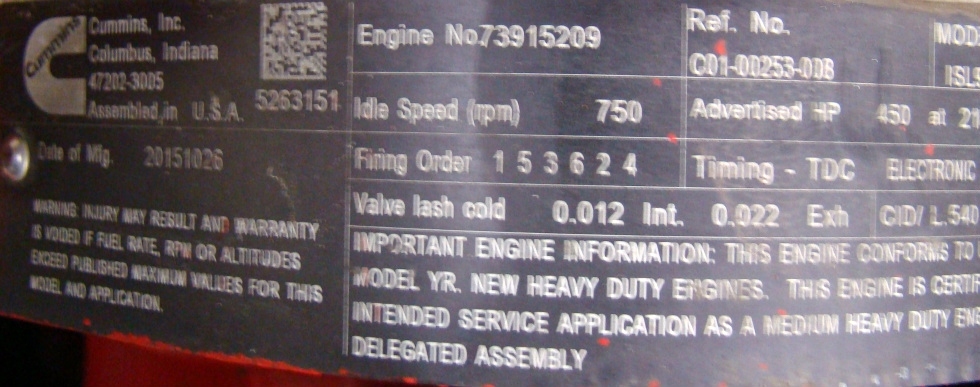 Cummins
Cummins, Inc.
Columbus, Indiana
47202-3005
Assembled in U.S.A.
5263151
Date of Mfg. 20151026
WARNING: INJURY MAY RESULT AND WARRANTY
IS VOIDED IF FUEL RATE, RPM OR ALTITUDES
EXCEED PUBLISHED MAXIMUM VALUES FOR THIS
MODEL AND APPLICATION.
Engine No. 73915209
Ref. No.
C01-00253-00B
Idle Speed (rpm) 750
Advertised HP 450 at 21
Firing Order 1 5 3 6 2 4
Timing - TDC ELECTRONIC
Valve lash cold 0.012 Int. 0.022 Exh
CID/ L.
IMPORTANT ENGINE INFORMATION: THIS ENGINE CONFORMS TO
MODEL YR. NEW HEAVY DUTY ENGINES. THIS ENGINE IS CERTIF
INTENDED SERVICE APPLICATION AS A MEDIUM HEAVY DUTY ENG
DELEGATED ASSEMBLY